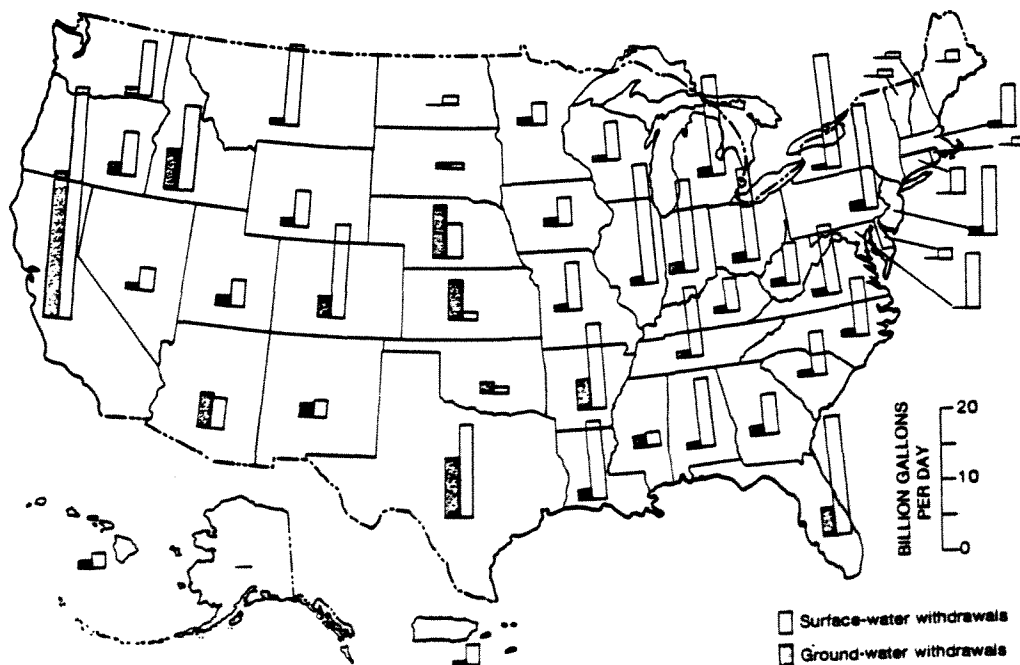 20
10
0
BILLION GALLONS
PER DAY
Surface-water withdrawals
Ground-water withdrawals